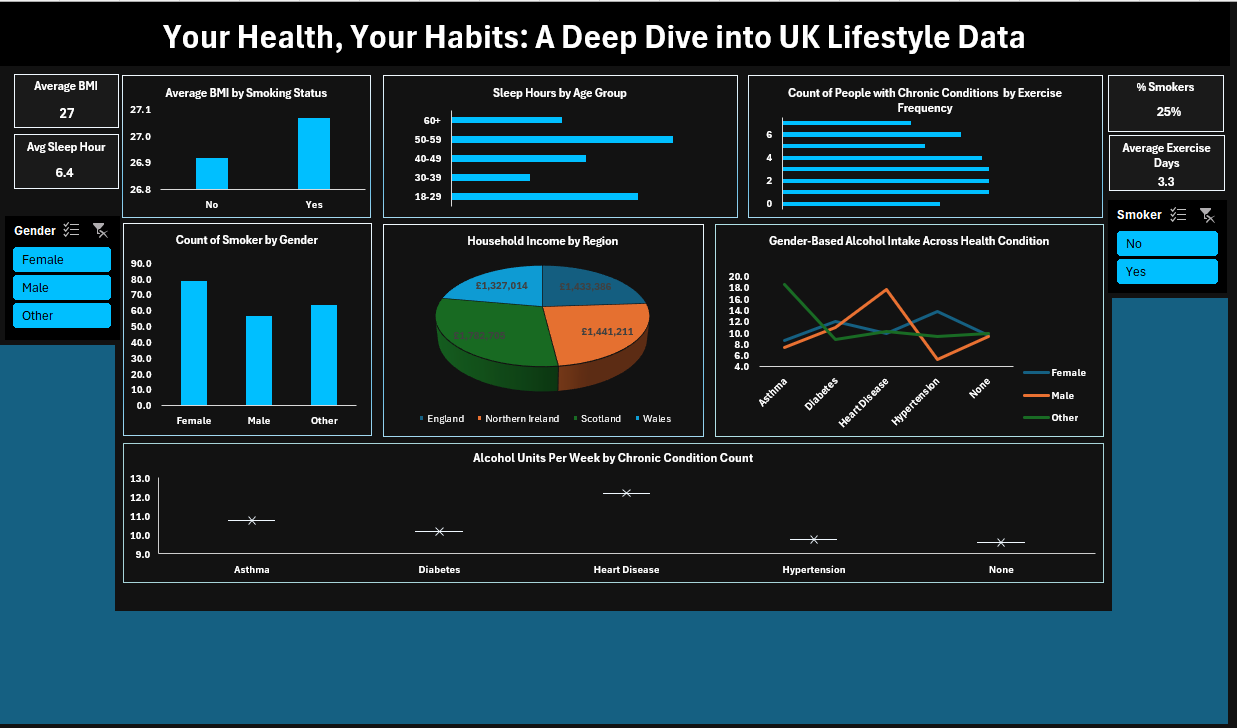 Your Health, Your Habits: A Deep Dive into UK Lifestyle Data
Average BMI
27
Avg Sleep Hour
6.4
Gender
Female
Male
Other
Average BMI by Smoking Status
27.1
27.0
26.9
26.8
No
Yes
Sleep Hours by Age Group
60+
50-59
40-49
30-39
18-29
Count of People with Chronic Conditions by Exercise
Frequency
6
4
2
0
% Smokers
25%
Average Exercise
Days
3.3
Smoker
No
Yes
Count of Smoker by Gender
90.0
80.0
70.0
60.0
50.0
40.0
30.0
20.0
10.0
0.0
Female
Male
Other
Household Income by Region
£1,327,014
£1,441,211
England
Northern Ireland
Scotland
Wales
Gender-Based Alcohol Intake Across Health Condition
20.0
18.0
16.0
14.0
12.0
10.0
8.0
6.0
4.0
Asthma
Diabetes
Heart Disease
Hypertension
None
Female
Male
Other
Alcohol Units Per Week by Chronic Condition Count
13.0
12.0
11.0
10.0
9.0
Asthma
Diabetes
Heart Disease
Hypertension
None